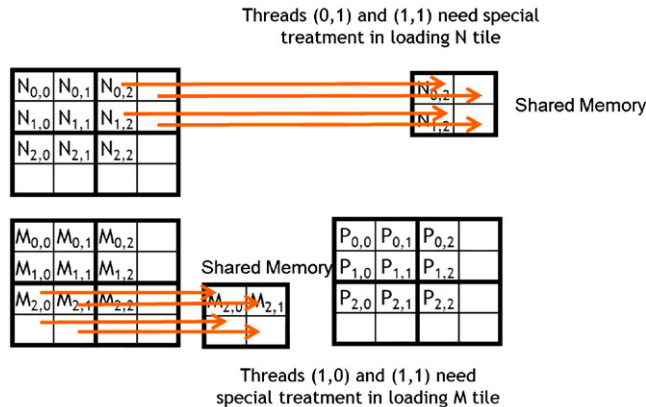 Threads (0,1) and (1,1) need special
treatment in loading N tile
N0,0 N0,1 N0,2
N1,0 N1,1 N1,2
N2,0 N2,1 N2,2
N0,2
N1,2
Shared Memory
M0,0 M0,1 M0,2
M1,0 M1,1 M1,2
M2,0 M2,1 M2,2
Shared Memory
M2,0 M2,1
P0,0 P0,1 P0,2
P1,0 P1,1 P1,2
P2,0 P2,1 P2,2
Threads (1,0) and (1,1) need
special treatment in loading M tile